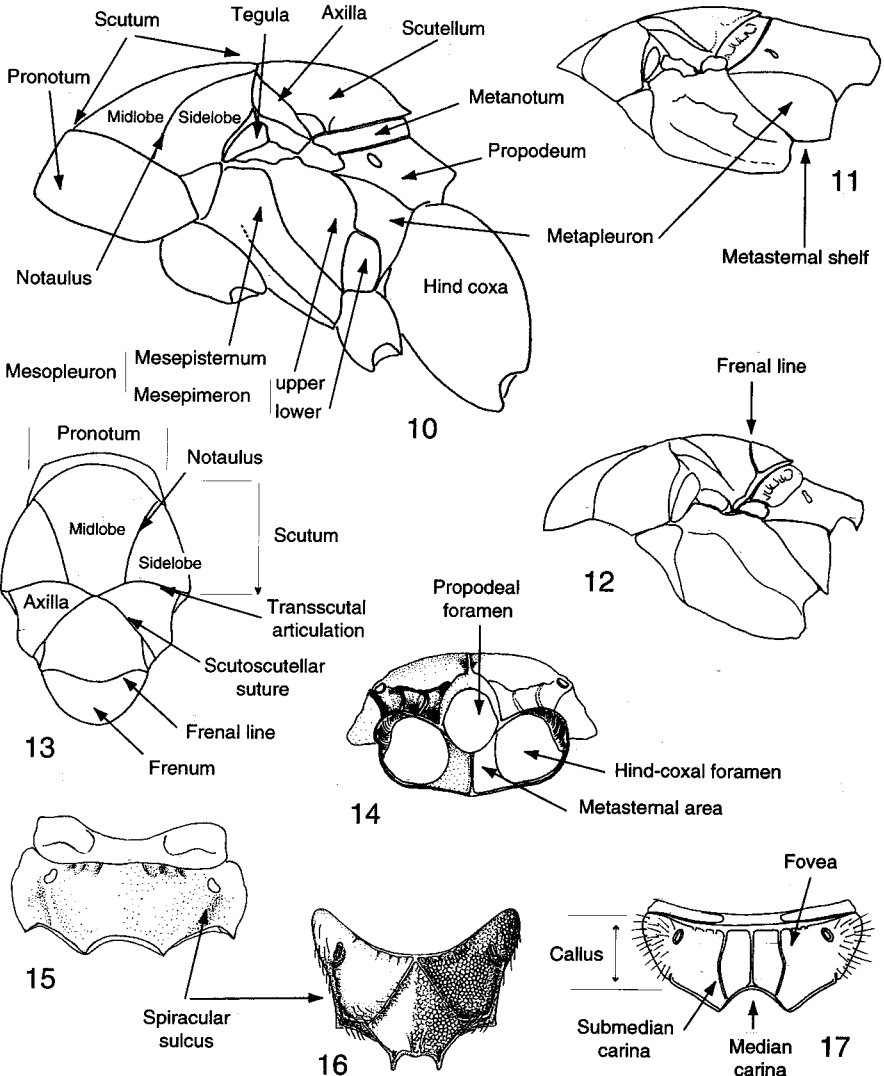 Scutum
Tegula
Axilla
Scutellum
Pronotum
Midlobe
Sidelobe
Metanotum
Propodeum
11
Notaulus
Metapleuron
Metasternal shelf
Hind coxa
Mesopleuron
Mesepisternum
Mesepimeron
upper
lower
10
Frenal line
12
Pronotum
Notaulus
Midlobe
Scutum
Sidelobe
Axilla
Transscutal
articulation
Scutoscutellar
suture
Frenal line
Frenum
13
Propodeal
foramen
Hind-coxal foramen
Metasternal area
14
15
Spiracular
sulcus
16
Fovea
Callus
Submedian
carina
Median
carina
17